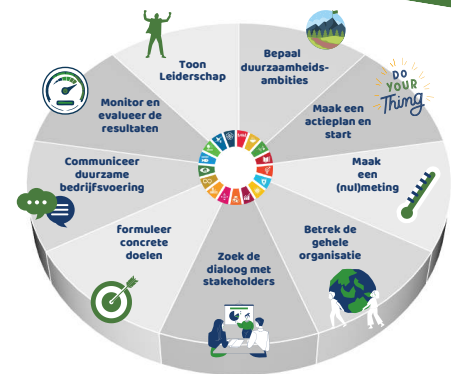 Toon
Leiderschap
Bepaal
duurzaamheids-
ambities
DO
YOUR
Thing
Maak een
actieplan en
start
Maak
een
(nul)meting
Betrek de
gehele
organisatie
Zoek de
dialoog met
stakeholders
formuleer
concrete
doelen
Communiceer
duurzame
bedrijfsvoering
Monitor en
evalueer de
resultaten